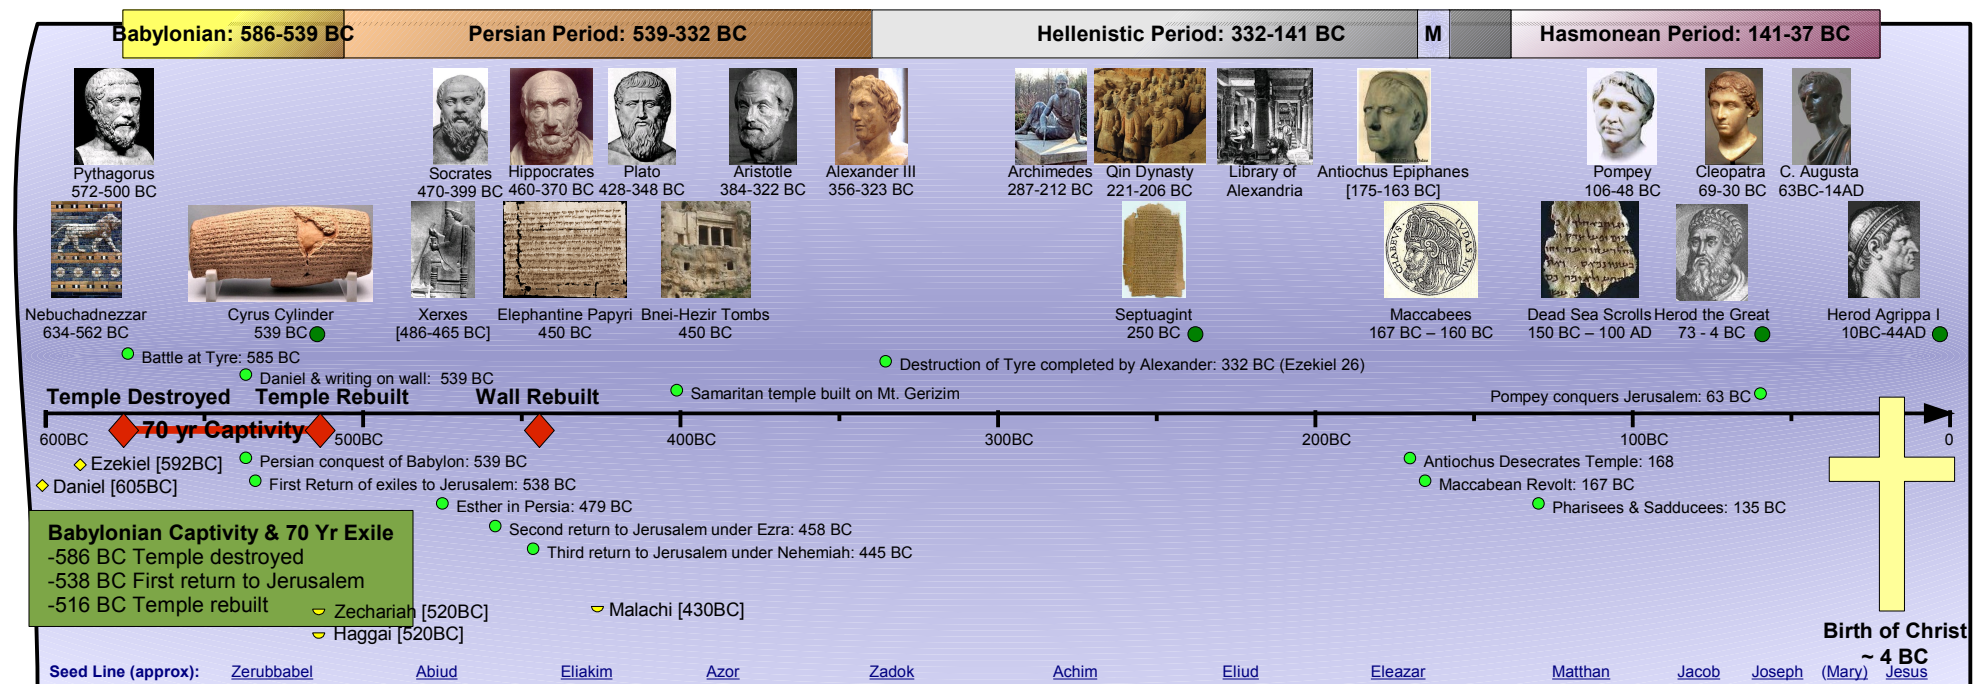 Babylonian: 586-539 BC
Persian Period: 539-332 BC
Hellenistic Period: 332-141 BC
M
Hasmonean Period: 141-37 BC
Pythagorus
572-500 BC
Socrates
470-399 BC
Hippocrates
460-370 BC
Plato
428-348 BC
Aristotle
384-322 BC
Alexander III
356-323 BC
Archimedes
287-212 BC
Qin Dynasty
221-206 BC
Library of
Alexandria
Antiochus Epiphanes
[175-163 BC]
Pompey
106-48 BC
Cleopatra
69-30 BC
C. Augusta
63BC-14AD
Nebuchadnezzar
634-562 BC
Cyrus Cylinder
539 BC
Xerxes
[486-465 BC]
Elephantine Papyri
450 BC
Bnei-Hezir Tombs
450 BC
Septuagint
250 BC
Maccabees
167 BC – 160 BC
Dead Sea Scrolls
150 BC – 100 AD
Herod the Great
73 - 4 BC
Herod Agrippa I
10BC-44AD
Battle at Tyre: 585 BC
Destruction of Tyre completed by Alexander: 332 BC (Ezekiel 26)
Daniel & writing on wall: 539 BC
Samaritan temple built on Mt. Gerizim
Pompey conquers Jerusalem: 63 BC
Temple Destroyed
Temple Rebuilt
Wall Rebuilt
70 yr Captivity
600BC
500BC
400BC
300BC
200BC
100BC
0
Ezekiel [592BC]
Daniel [605BC]
Persian conquest of Babylon: 539 BC
First Return of exiles to Jerusalem: 538 BC
Esther in Persia: 479 BC
Second return to Jerusalem under Ezra: 458 BC
Third return to Jerusalem under Nehemiah: 445 BC
Antiochus Desecrates Temple: 168
Maccabean Revolt: 167 BC
Pharisees & Sadducees: 135 BC
Babylonian Captivity & 70 Yr Exile
-586 BC Temple destroyed
-538 BC First return to Jerusalem
-516 BC Temple rebuilt
Zechariah [520BC]
Haggai [520BC]
Malachi [430BC]
Birth of Christ
~ 4 BC
Seed Line (approx):
Zerubbabel
Abiud
Eliakim
Azor
Zadok
Achim
Eliud
Eleazar
Matthan
Jacob
Joseph
(Mary)
Jesus